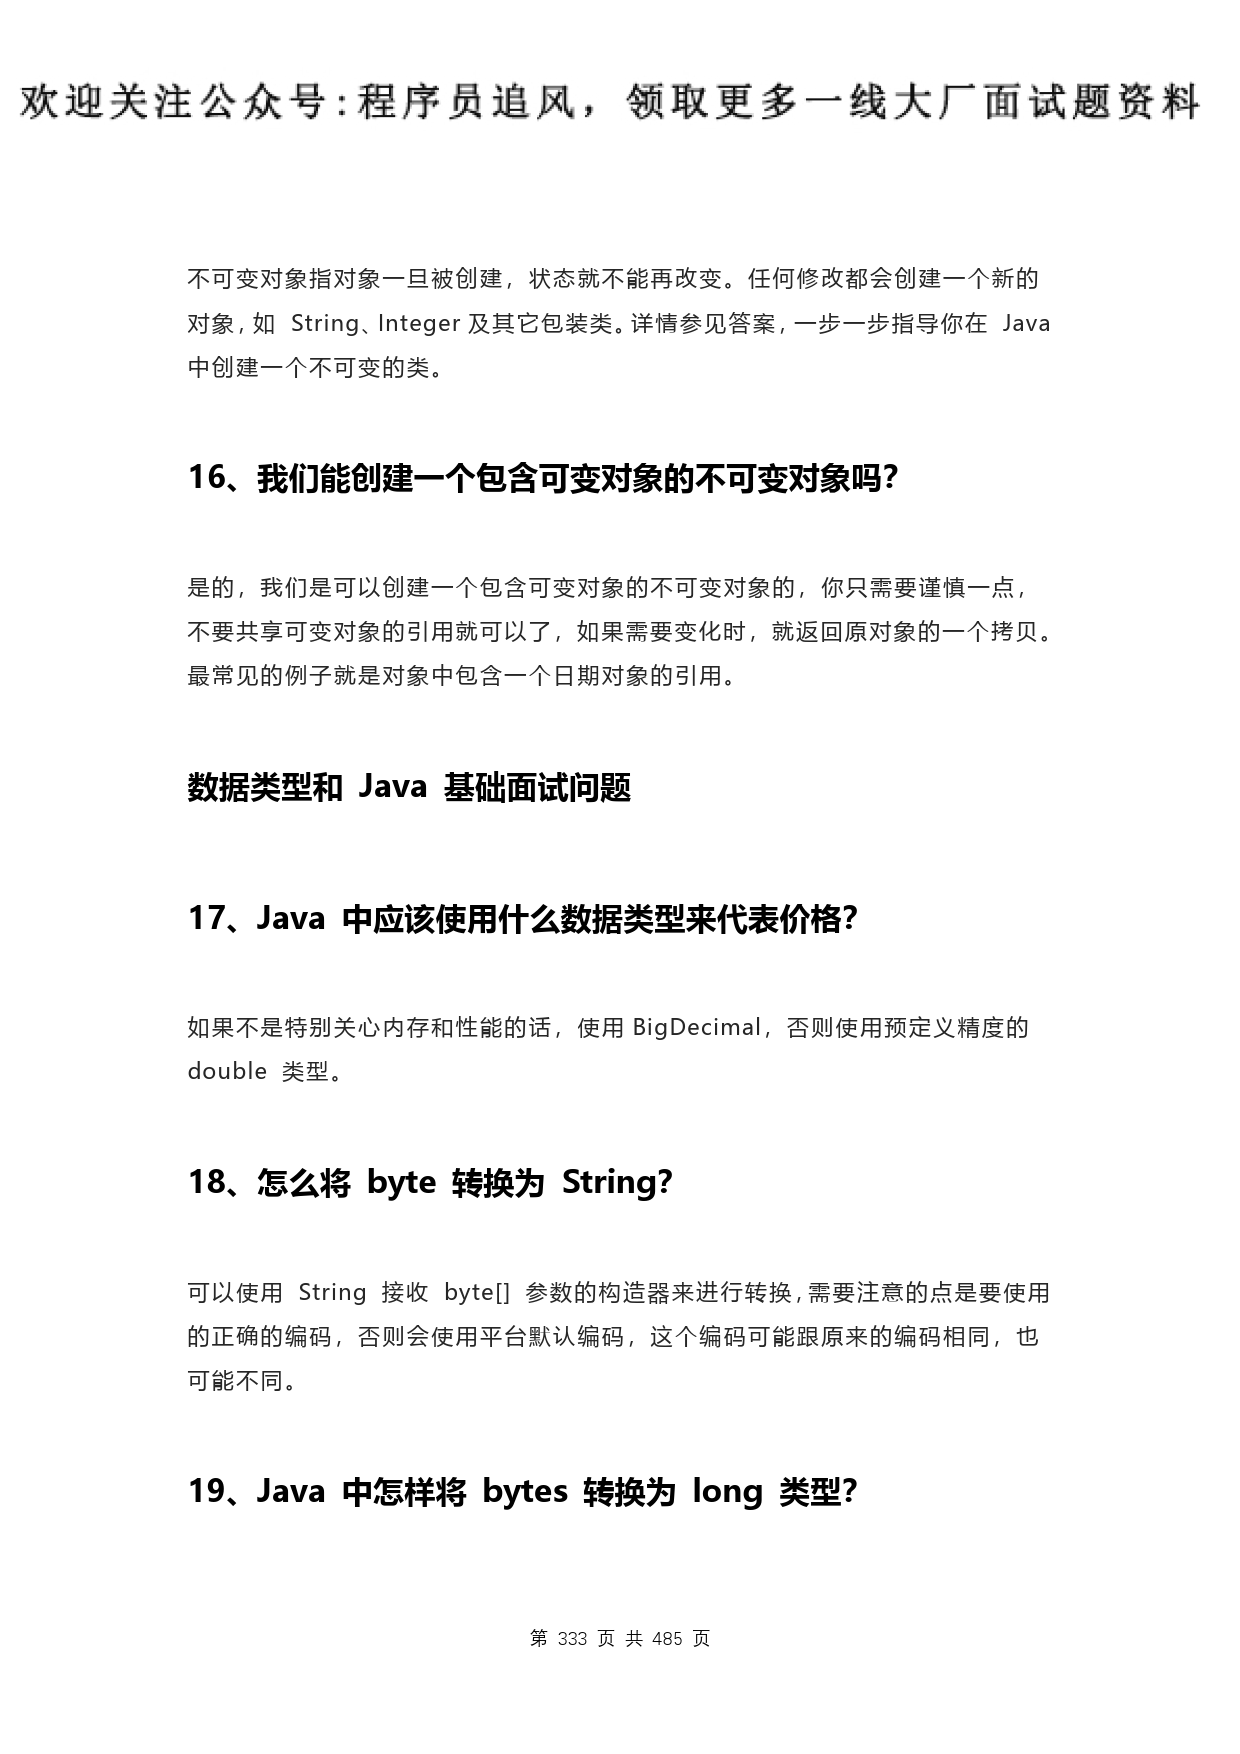 欢迎关注公众号:程序员追风，领取更多一线大厂面试题资料
不可变对象指对象一旦被创建，状态就不能再改变。任何修改都会创建一个新的
对象，如 String、Integer 及其它包装类。详情参见答案，一步一步指导你在 Java
中创建一个不可变的类。
16、我们能创建一个包含可变对象的不可变对象吗？
是的，我们是可以创建一个包含可变对象的不可变对象的，你只需要谨慎一点，
不要共享可变对象的引用就可以了，如果需要变化时，就返回原对象的一个拷贝。
最常见的例子就是对象中包含一个日期对象的引用。
数据类型和 Java 基础面试问题
17、Java 中应该使用什么数据类型来代表价格？
如果不是特别关心内存和性能的话，使用 BigDecimal，否则使用预定义精度的
double 类型。
18、怎么将 byte 转换为 String？
可以使用 String 接收 byte[] 参数的构造器来进行转换，需要注意的点是要使用
的正确的编码，否则会使用平台默认编码，这个编码可能跟原来的编码相同，也
可能不同。
19、Java 中怎样将 bytes 转换为 long 类型？
第 333 页 共 485 页